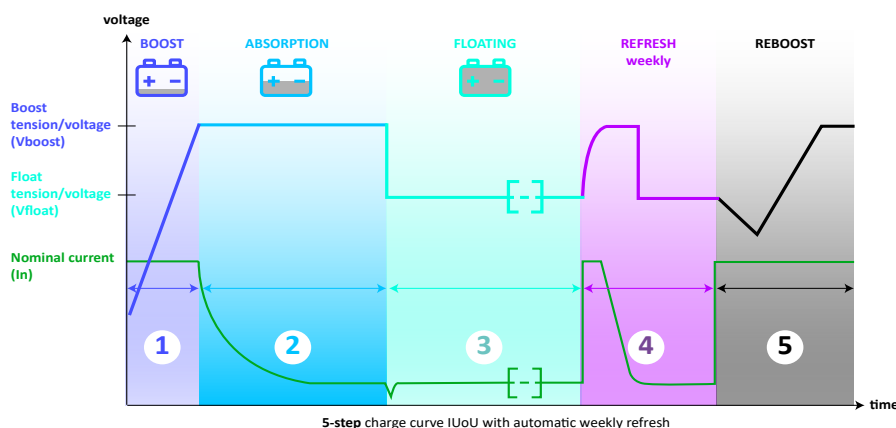 voltage
BOOST
ABSORPTION
FLOATING
REFRESH
weekly
REBOOST
Boost
tension/voltage
(Vboost)
Float
tension/voltage
(Vfloat)
Nominal current
(In)
1
2
3
4
5
time
5-step charge curve IUoU with automatic weekly refresh